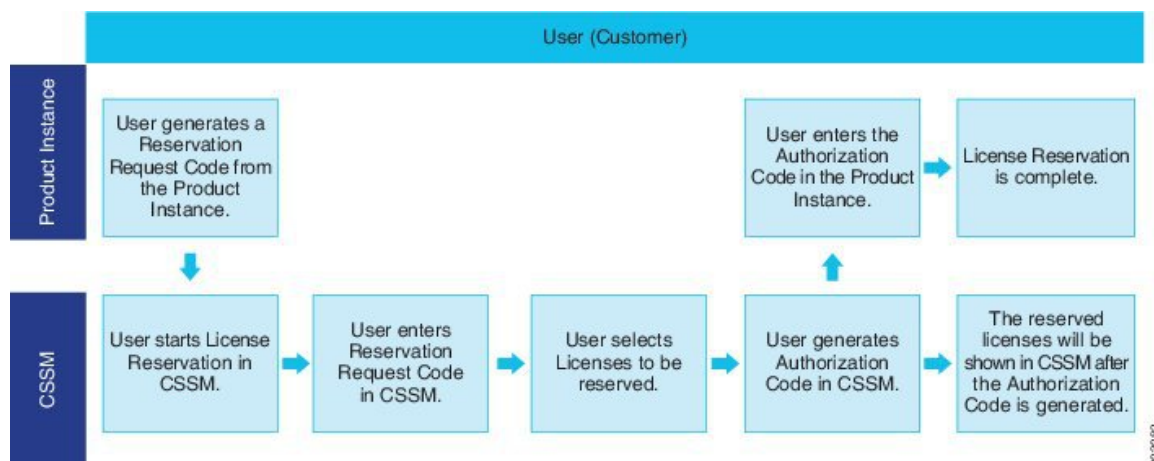 User (Customer)
Product Instance
User generates a
Reservation
Request Code from
the Product
Instance.
User enters the
Authorization
Code in the Product
Instance.
License Reservation
is complete.
CSSM
User starts License
Reservation in
CSSM.
User enters
Reservation
Request Code
in CSSM.
User selects
Licenses to be
reserved.
User generates
Authorization
Code in CSSM.
The reserved
licenses will be
shown in CSSM after
the Authorization
Code is generated.